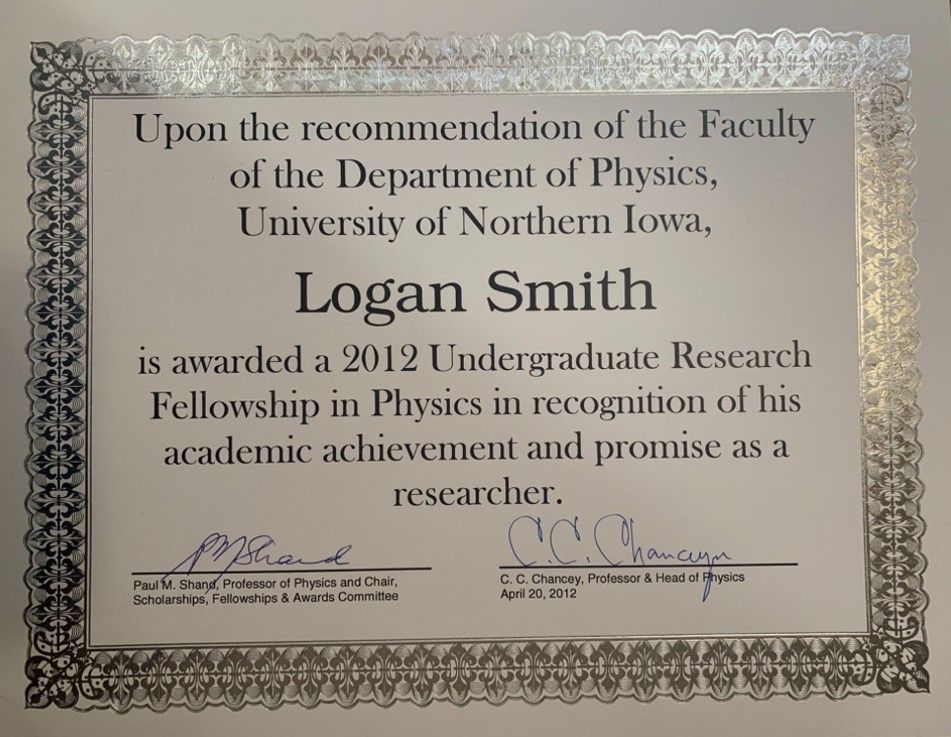 Upon the recommendation of the Faculty
of the Department of Physics,
University of Northern Iowa,
Logan Smith
is awarded a 2012 Undergraduate Research
Fellowship in Physics in recognition of his
academic achievement and promise as a
researcher.
PMShand
C. C. Chancey
Paul M. Shand, Professor of Physics and Chair,
Scholarships, Fellowships & Awards Committee
C. C. Chancey, Professor & Head of Physics
April 20, 2012